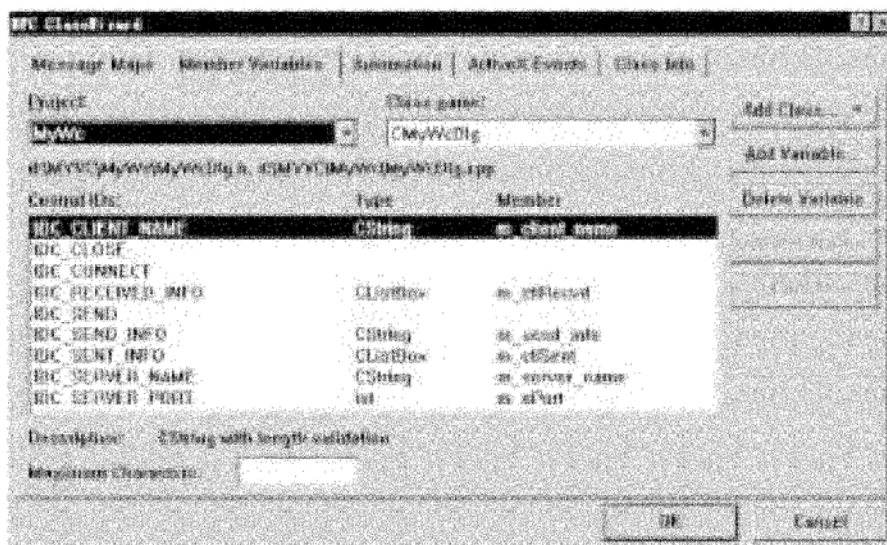 MFC ClassWizard
Message Maps Member Variables Automation ActiveX Events Class Info
Project: Class name:
MyWc CMyWcDlg
Add Class...
Add Variable...
Control IDs: Type Member
Delete Variable
IDC_CLIENT_NAME CString m_client_name
IDC_CLOSE
IDC_CONNECT
IDC_RECEIVED_INFO CListBox
IDC_SEND
IDC_SEND_INFO CString m_send_info
IDC_SENT_INFO CListBox m_ctlSent
IDC_SERVER_NAME CString m_server_name
IDC_SERVER_PORT int m_nPort
Description: CString with length validation
Maximum Characters:
OK Cancel